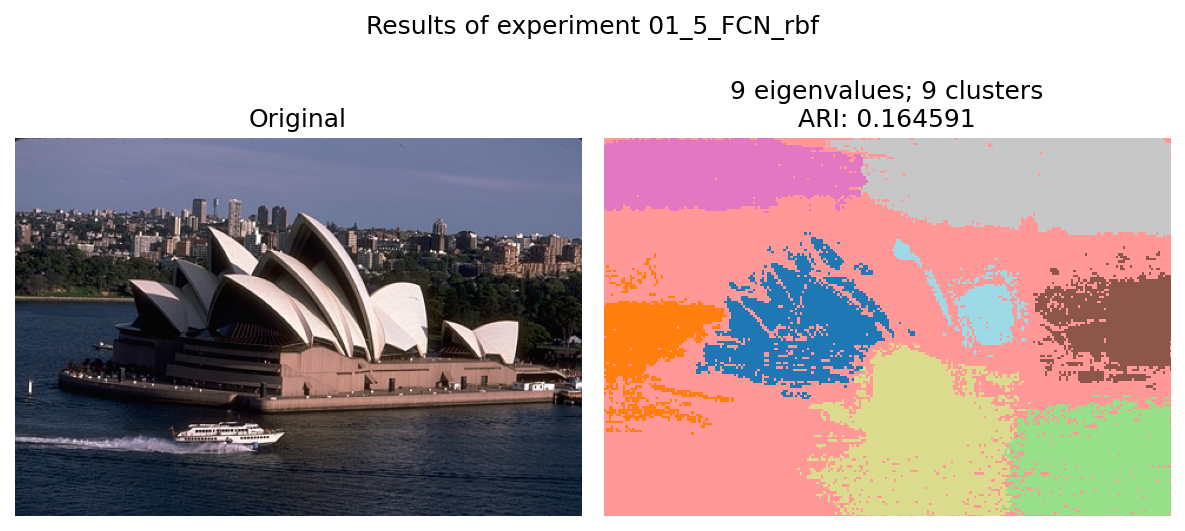 Results of experiment 01_5_FCN_rbf
Original
9 eigenvalues; 9 clusters
ARI: 0.164591